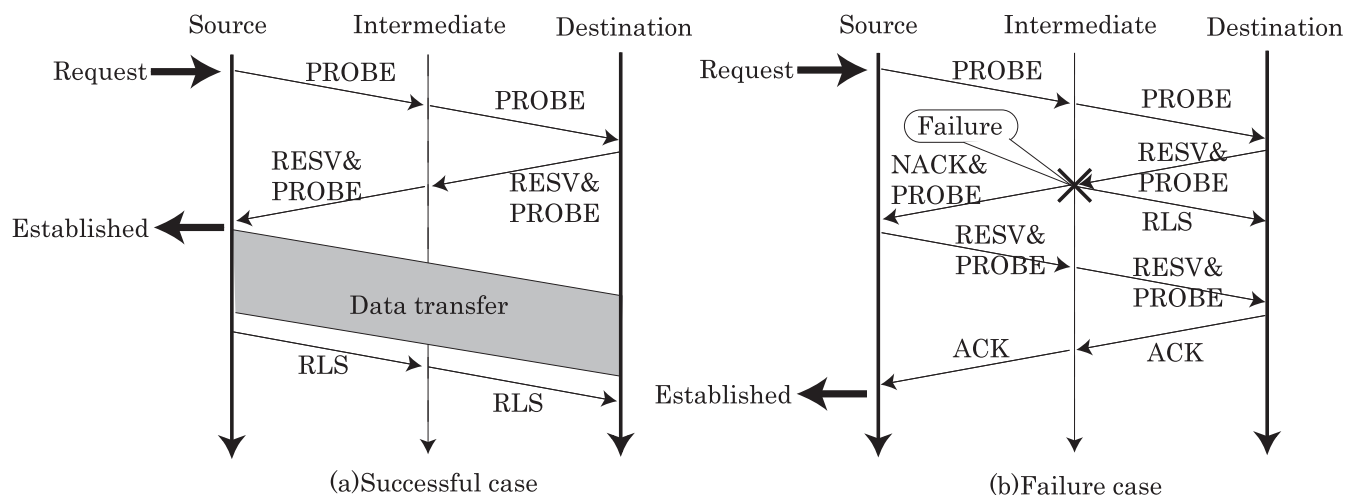 Source Intermediate Destination
Request
PROBE
PROBE
RESV&
PROBE
RESV&
PROBE
Established
Data transfer
RLS
RLS
(a)Successful case
Source Intermediate Destination
Request
PROBE
PROBE
Failure
RESV&
PROBE
NACK&
PROBE
RLS
RESV&
PROBE
RESV&
PROBE
ACK
ACK
Established
(b)Failure case